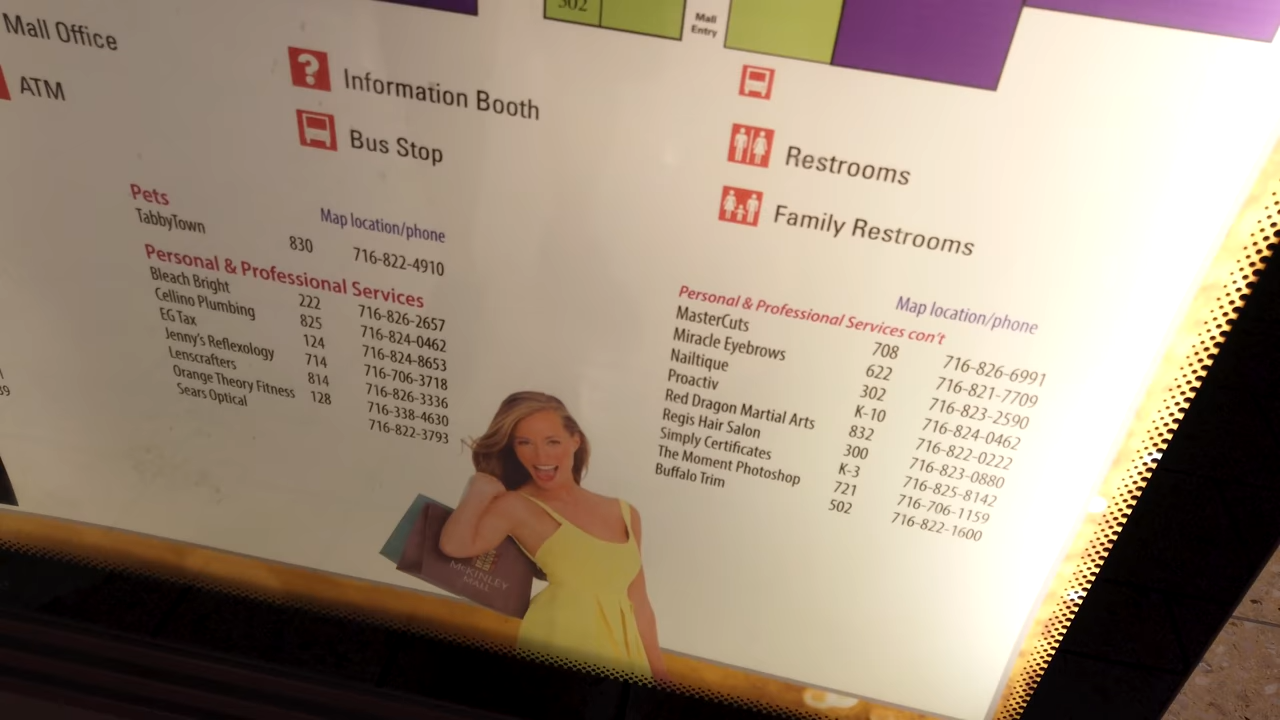 502
Mall Entry
Mall Office
ATM
Information Booth
Bus Stop
Restrooms
Family Restrooms
Pets
Map location/phone
TabbyTown 830 716-822-4910
Personal & Professional Services
Bleach Bright 222 716-826-2657
Cellino Plumbing 825 716-824-0462
EG Tax 124 716-824-8653
Jenny's Reflexology 714 716-706-3718
Lenscrafters 814 716-826-3336
Orange Theory Fitness 128 716-338-4630
Sears Optical 716-822-3793
Map location/phone
Personal & Professional Services con't
MasterCuts 708 716-826-6991
Miracle Eyebrows 622 716-821-7709
Nailtique 302 716-823-2590
Proactiv K-10 716-824-0462
Red Dragon Martial Arts 832 716-822-0222
Regis Hair Salon 300 716-823-0880
Simply Certificates K-3 716-825-8142
The Moment Photoshop 721 716-706-1159
Buffalo Trim 502 716-822-1600
McKINLEY
MALL